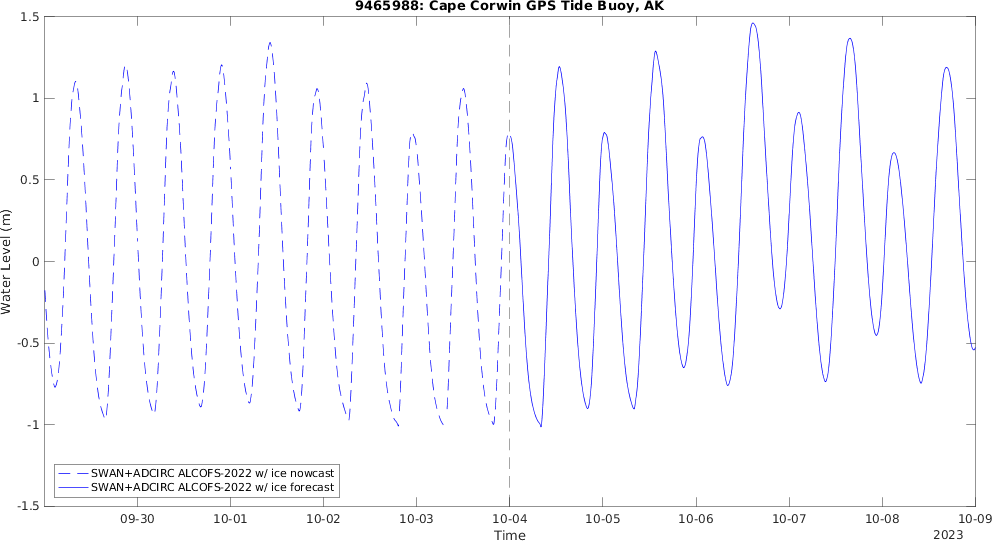 9465988: Cape Corwin GPS Tide Buoy, AK
1.5
1
0.5
0
-0.5
-1
-1.5
Water Level (m)
SWAN+ADCIRC ALCOFS-2022 w/ ice nowcast
SWAN+ADCIRC ALCOFS-2022 w/ ice forecast
09-30 10-01 10-02 10-03 10-04 10-05 10-06 10-07 10-08 10-09
Time
2023